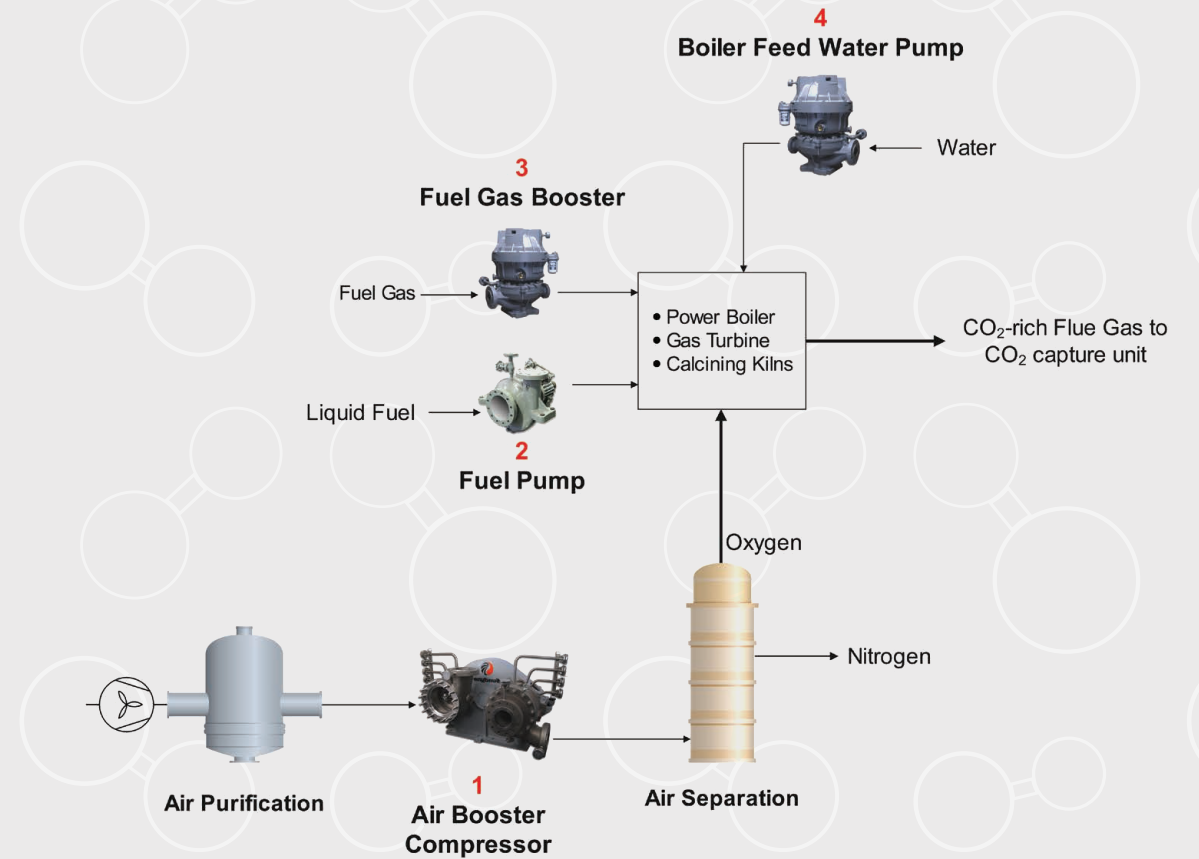 4
Boiler Feed Water Pump
Water
3
Fuel Gas Booster
Fuel Gas
• Power Boiler
• Gas Turbine
• Calcining Kilns
CO₂-rich Flue Gas to
CO₂ capture unit
Liquid Fuel
2
Fuel Pump
Oxygen
Nitrogen
Air Purification
1
Air Booster
Compressor
Air Separation